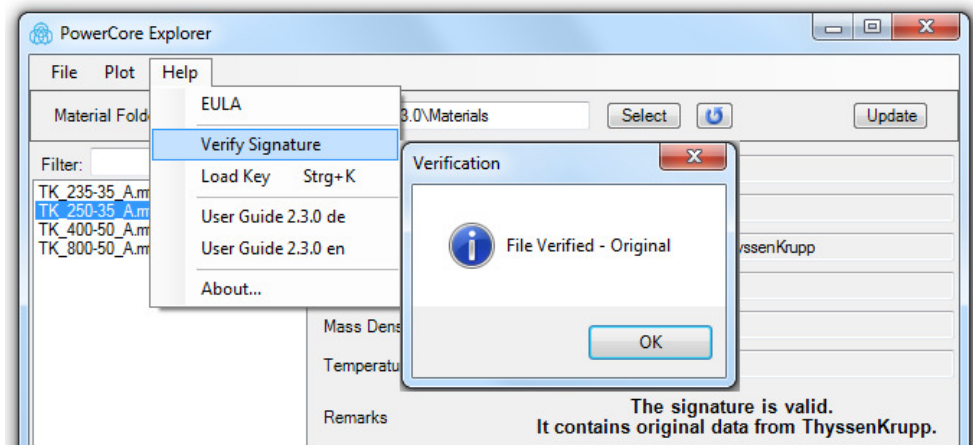 PowerCore Explorer
File Plot Help
EULA
Verify Signature
Load Key Strg+K
User Guide 2.3.0 de
User Guide 2.3.0 en
About...
Material Fold 3.0\Materials Select Update
Filter:
TK_235-35_A.m
TK_250-35_A.m
TK_400-50_A.m
TK_800-50_A.m
Verification
File Verified - Original
OK
yssenKrupp
Mass Dens
Temperatu
Remarks
The signature is valid.
It contains original data from ThyssenKrupp.